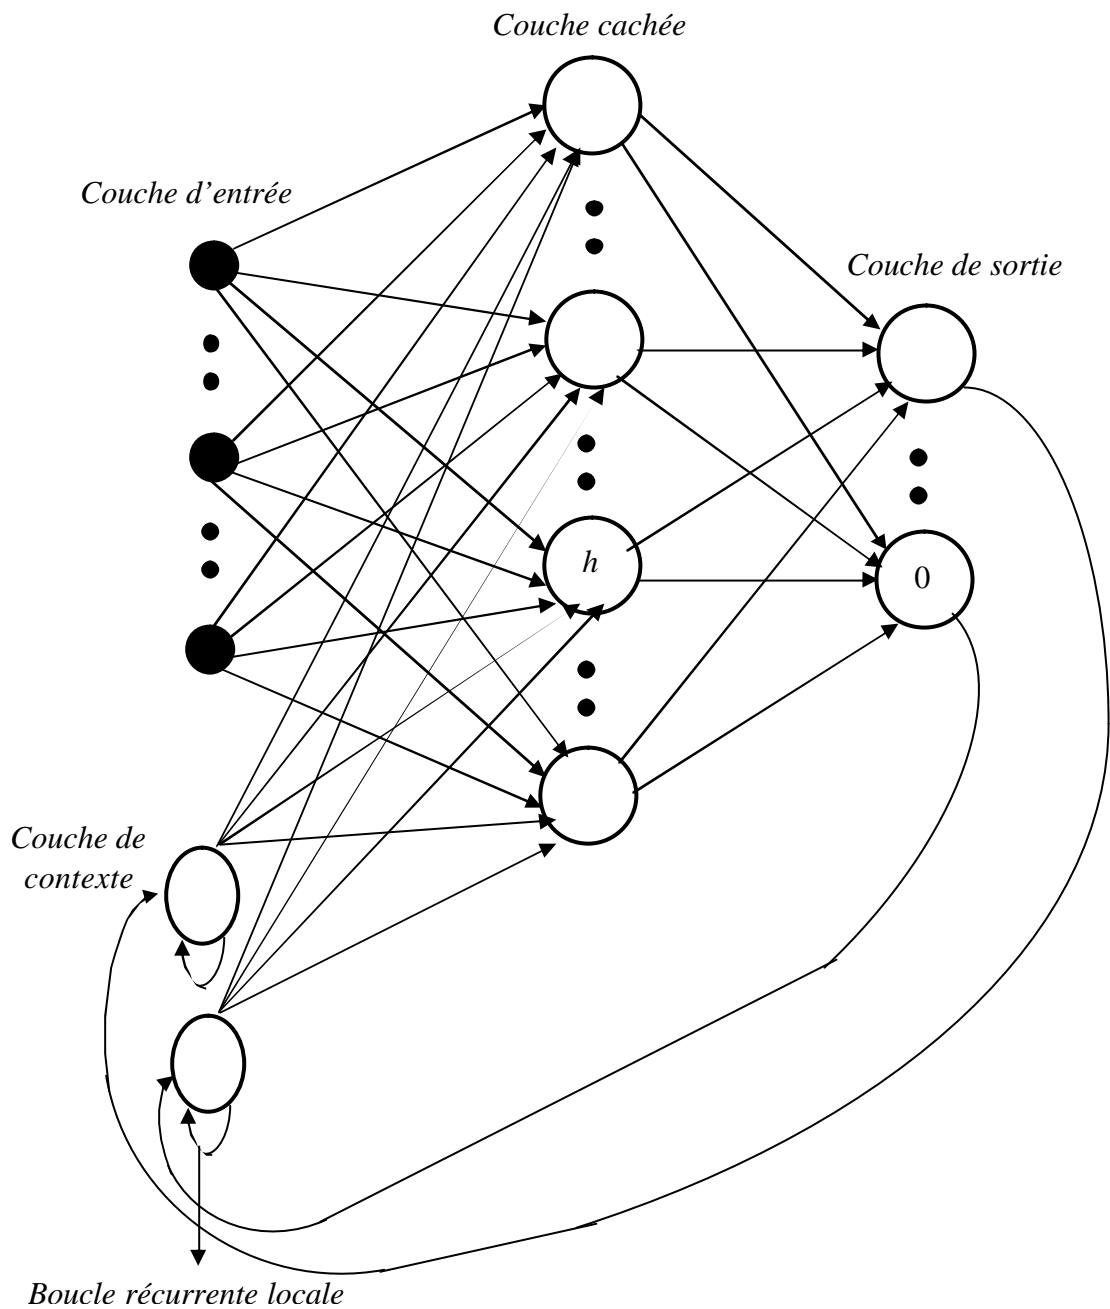 Couche cachée
Couche d’entrée
Couche de sortie
h
0
Couche de
contexte
Boucle récurrente locale